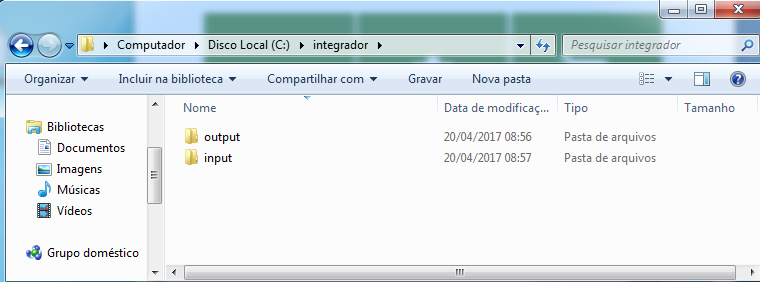 Computador ▸ Disco Local (C:) ▸ integrador ▸
Pesquisar integrador
Organizar Incluir na biblioteca Compartilhar com Gravar Nova pasta
Nome Data de modificaç... Tipo Tamanho
Bibliotecas
Documentos
Imagens
Músicas
Vídeos
Grupo doméstico
output 20/04/2017 08:56 Pasta de arquivos
input 20/04/2017 08:57 Pasta de arquivos